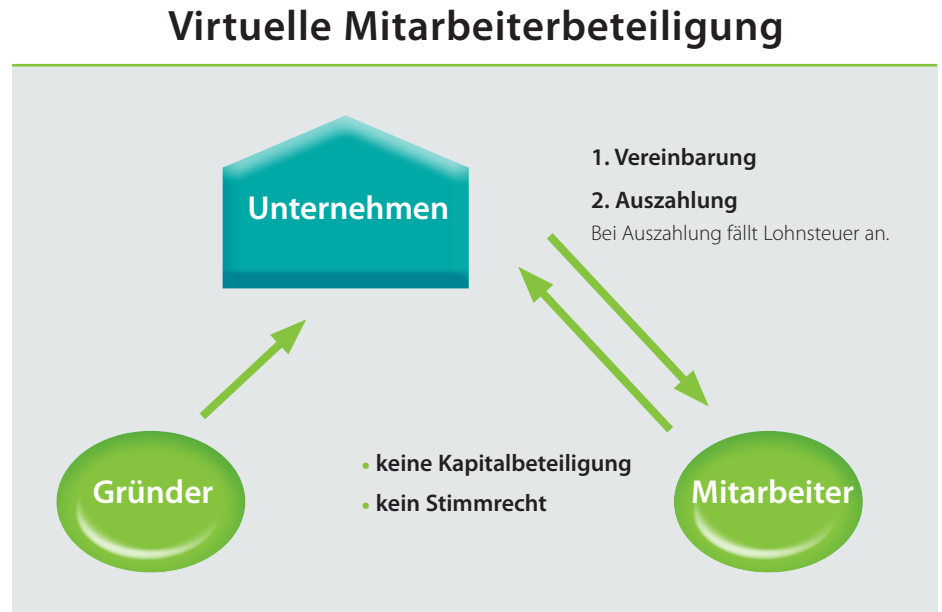 Virtuelle Mitarbeiterbeteiligung
Unternehmen
1. Vereinbarung
2. Auszahlung
Bei Auszahlung fällt Lohnsteuer an.
Gründer
• keine Kapitalbeteiligung
• kein Stimmrecht
Mitarbeiter